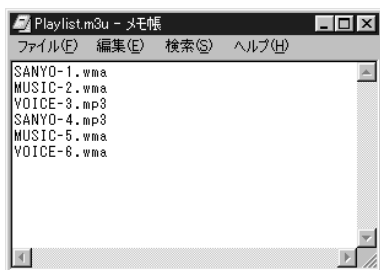 Playlist.m3u - メモ帳
ファイル(F) 編集(E) 検索(S) ヘルプ(H)
SANYO-1.wma
MUSIC-2.wma
VOICE-3.mp3
SANYO-4.mp3
MUSIC-5.wma
VOICE-6.wma